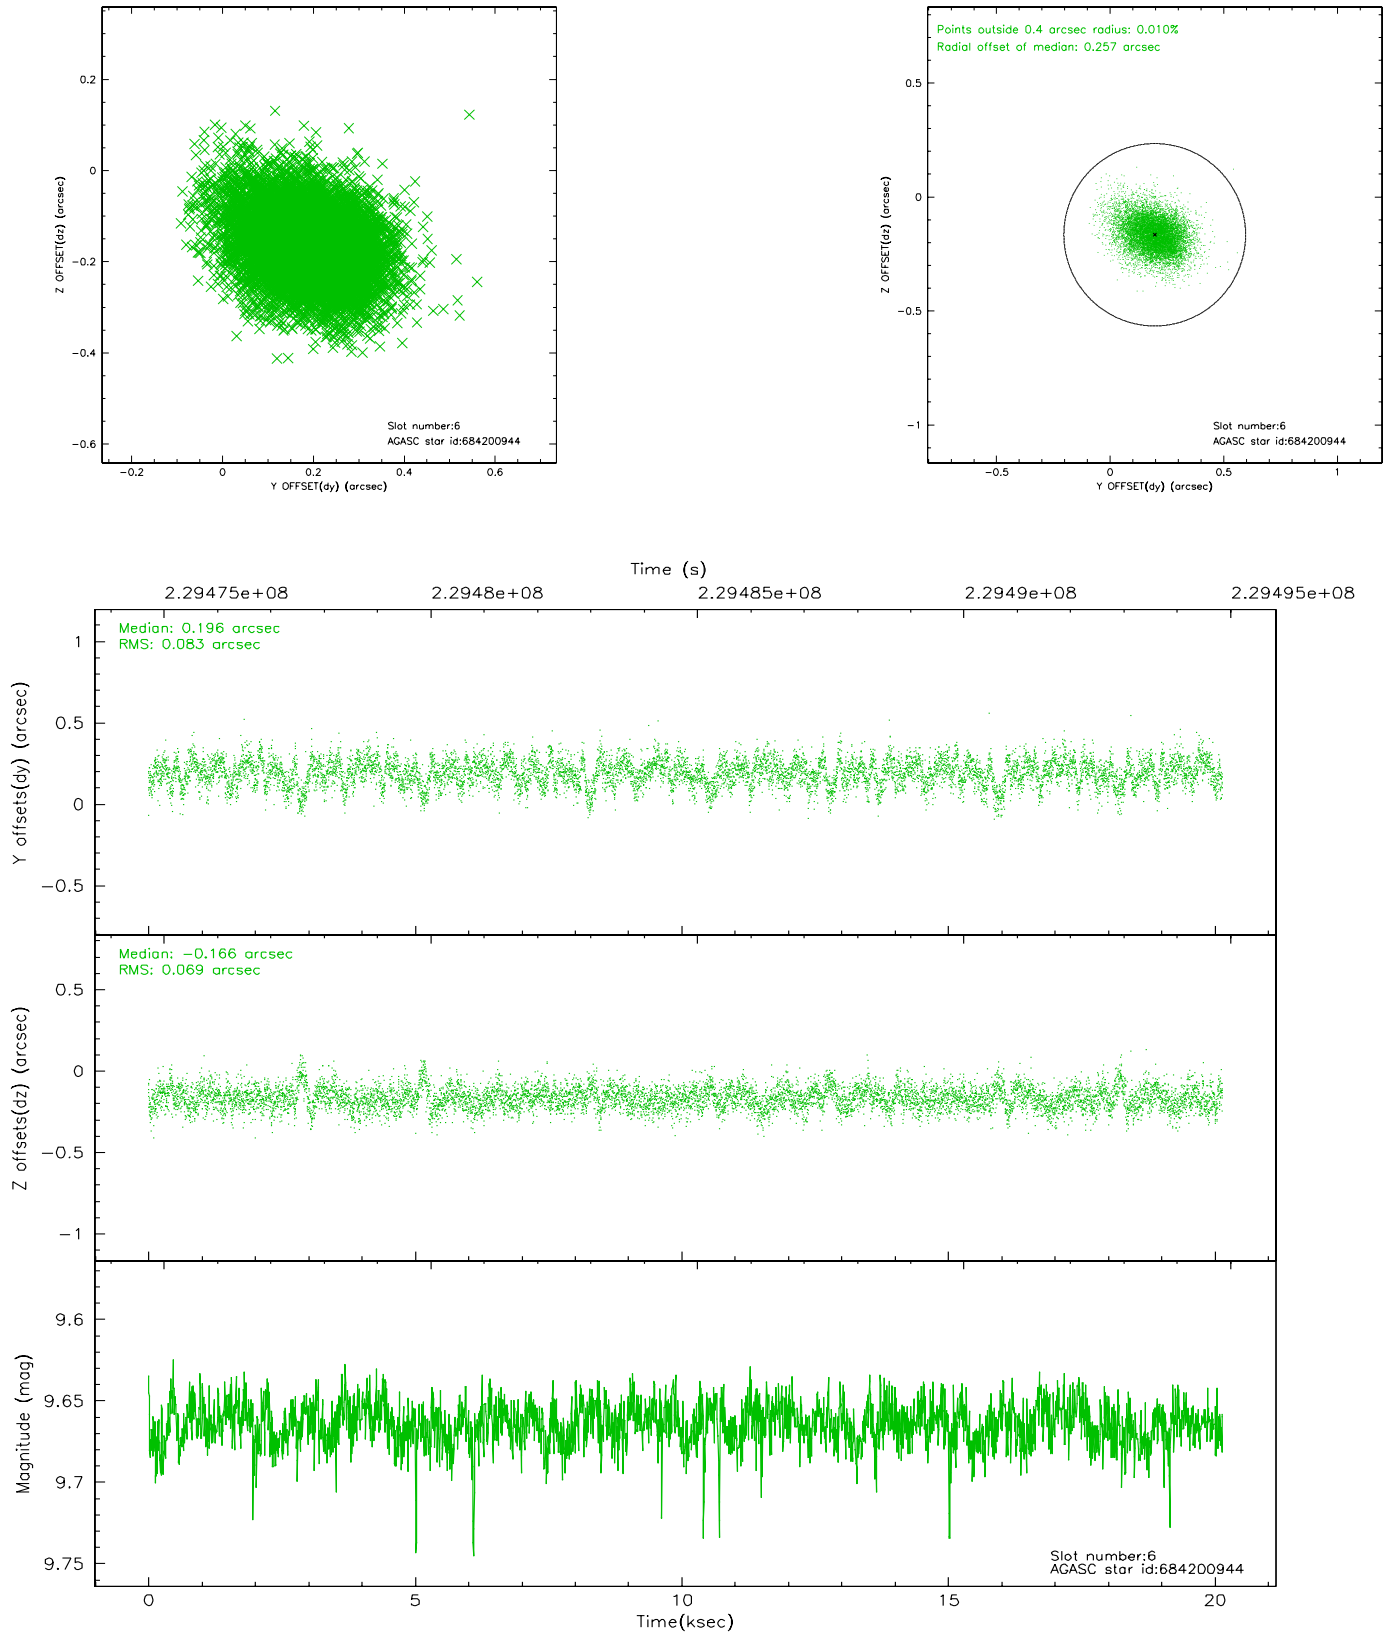 0.2
0
-0.2
-0.4
-0.6
Z OFFSET(dz) (arcsec)
Slot number:6
AGASC star id:684200944
-0.2
0
0.2
0.4
0.6
Y OFFSET(dy) (arcsec)
Points outside 0.4 arcsec radius: 0.010%
Radial offset of median: 0.257 arcsec
0.5
0
-0.5
-1
Z OFFSET(dz) (arcsec)
Slot number:6
AGASC star id:684200944
-0.5
0
0.5
1
Y OFFSET(dy) (arcsec)
Time (s)
2.29475e+08
2.2948e+08
2.29485e+08
2.2949e+08
2.29495e+08
Median: 0.196 arcsec
RMS: 0.083 arcsec
1
0.5
0
-0.5
Y offsets(dy) (arcsec)
Median: -0.166 arcsec
RMS: 0.069 arcsec
0.5
0
-0.5
-1
Z offsets(dz) (arcsec)
9.6
9.65
9.7
9.75
Magnitude (mag)
Slot number:6
AGASC star id:684200944
0
5
10
15
20
Time(ksec)